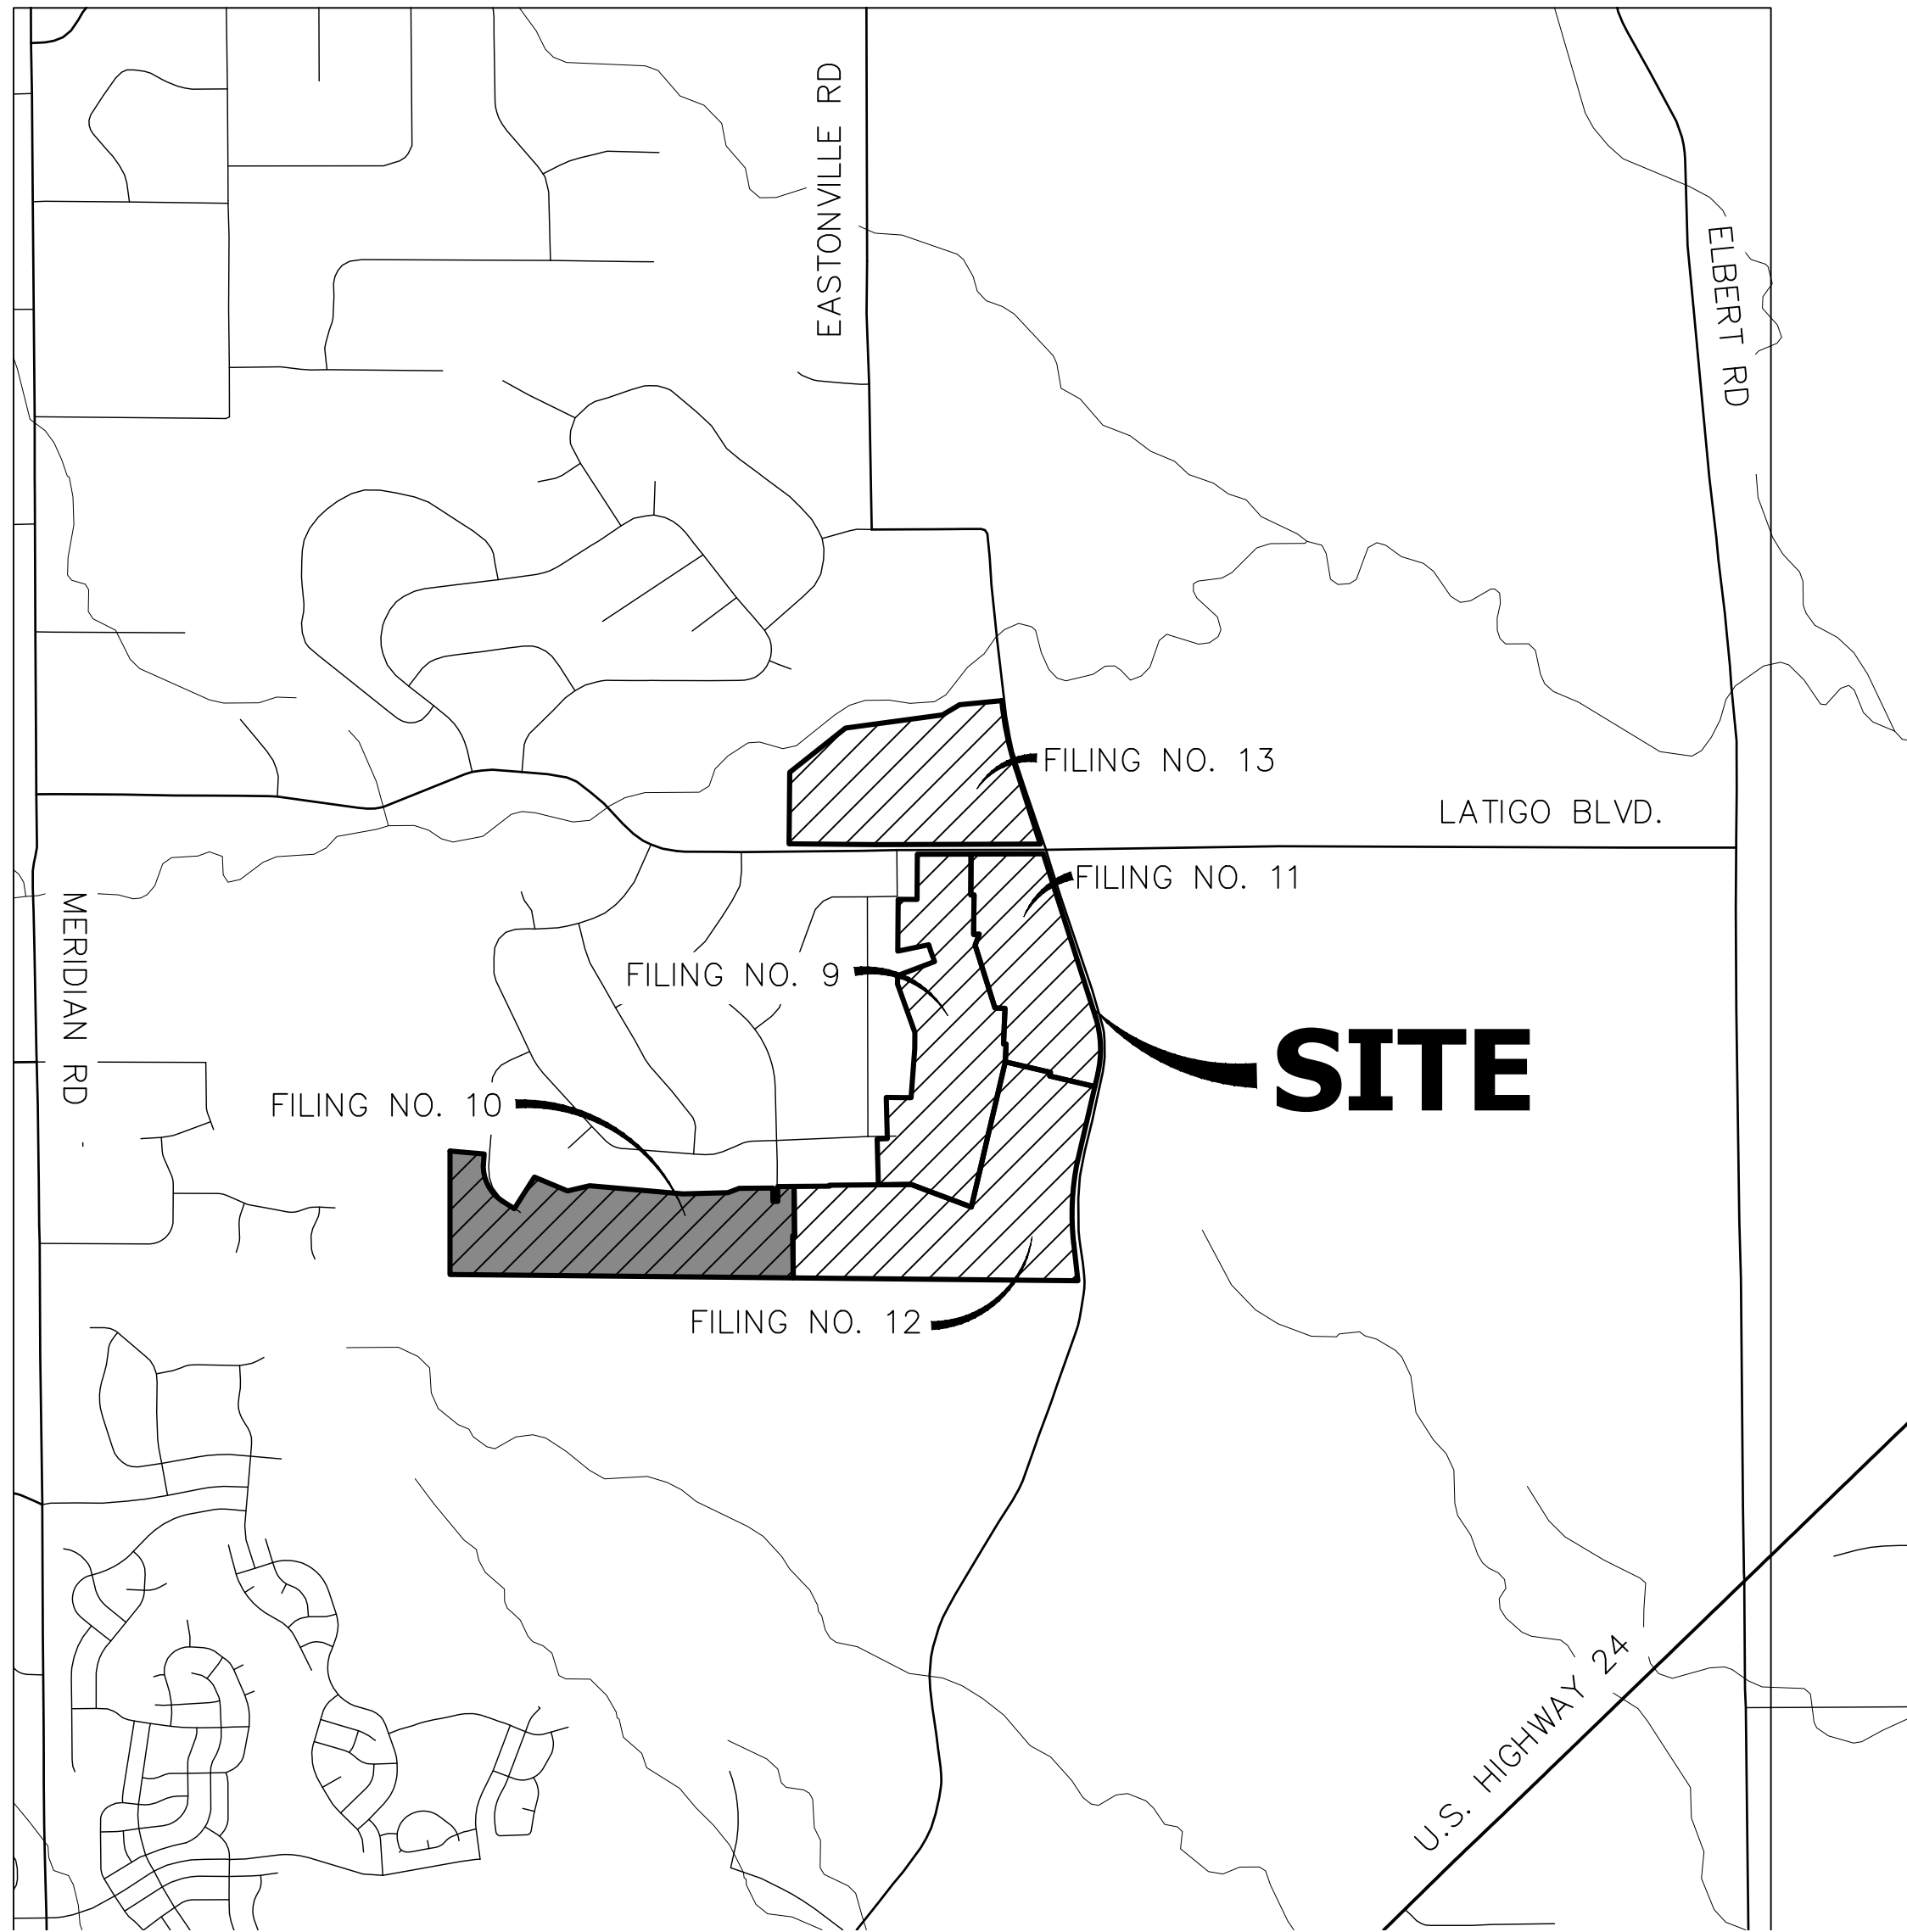 EASTONVILLE RD
ELBERT RD
FILING NO. 13
LATIGO BLVD.
FILING NO. 11
MERIDIAN RD
FILING NO. 9
SITE
FILING NO. 10
FILING NO. 12
U.S. HIGHWAY 24